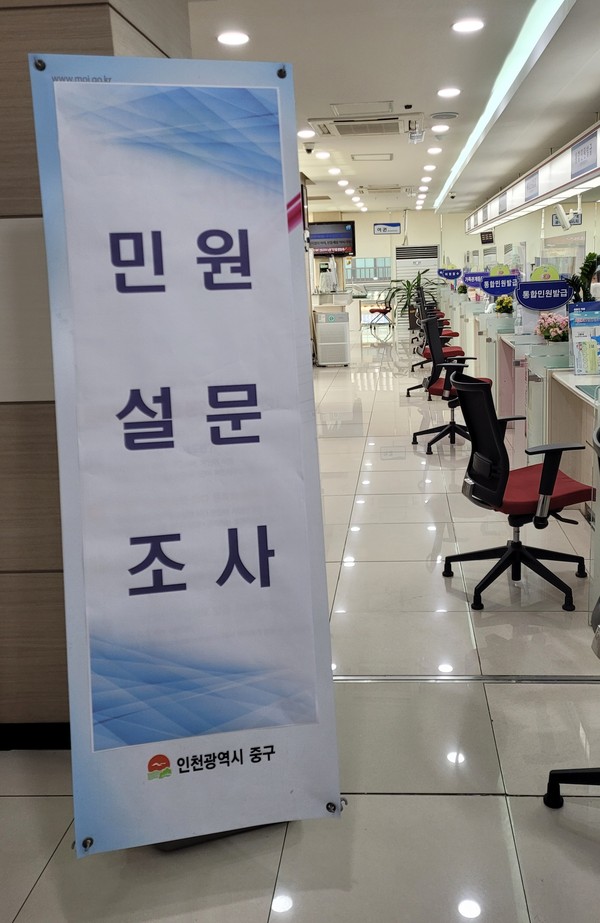 www.moi.go.kr
민원
설문
조사
인천광역시 중구
통합민원발급
통합민원발급